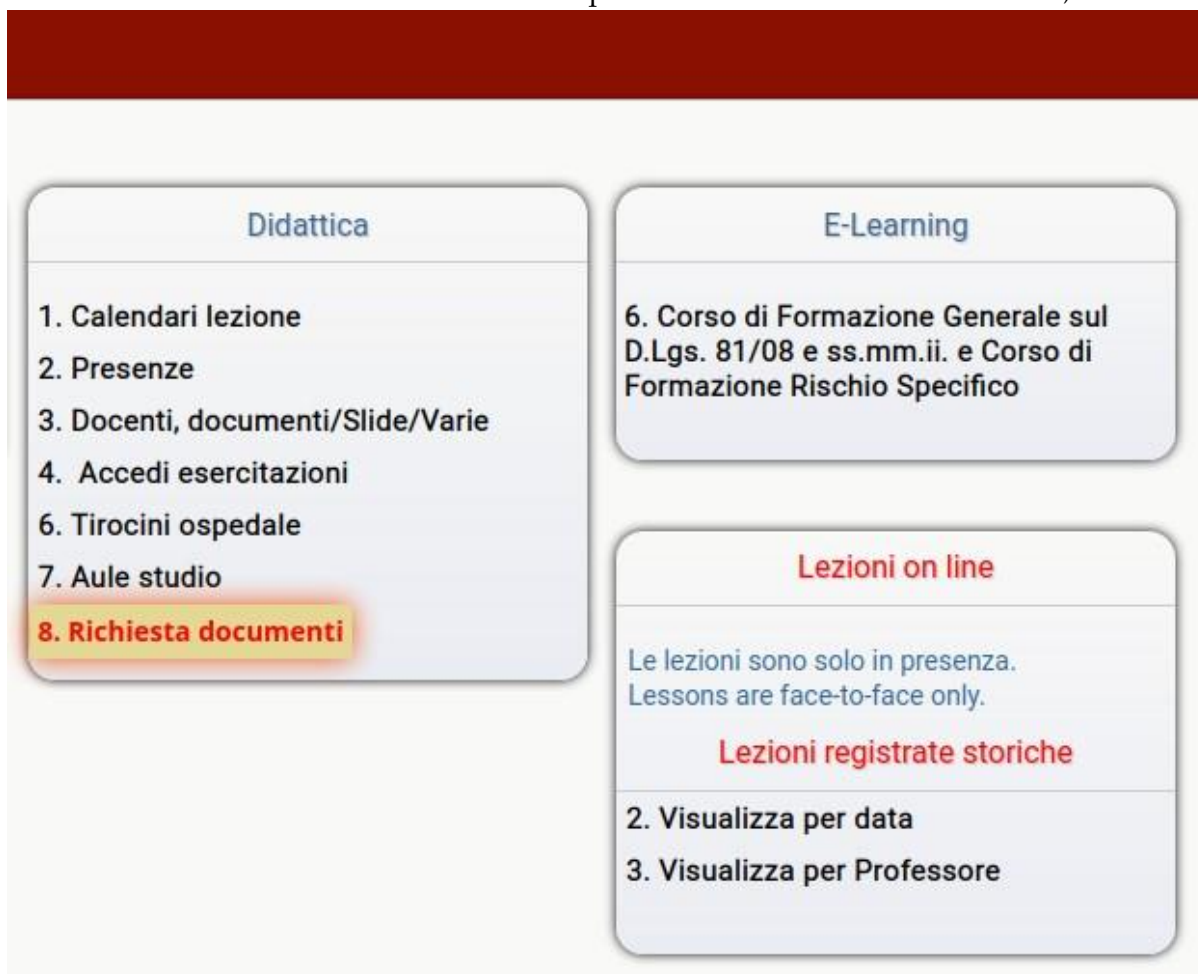 Didattica
1. Calendari lezione
2. Presenze
3. Docenti, documenti/Slide/Varie
4. Accedi esercitazioni
6. Tirocini ospedale
7. Aule studio
8. Richiesta documenti
E-Learning
6. Corso di Formazione Generale sul
D.Lgs. 81/08 e ss.mm.ii. e Corso di
Formazione Rischio Specifico
Lezioni on line
Le lezioni sono solo in presenza.
Lessons are face-to-face only.
Lezioni registrate storiche
2. Visualizza per data
3. Visualizza per Professore